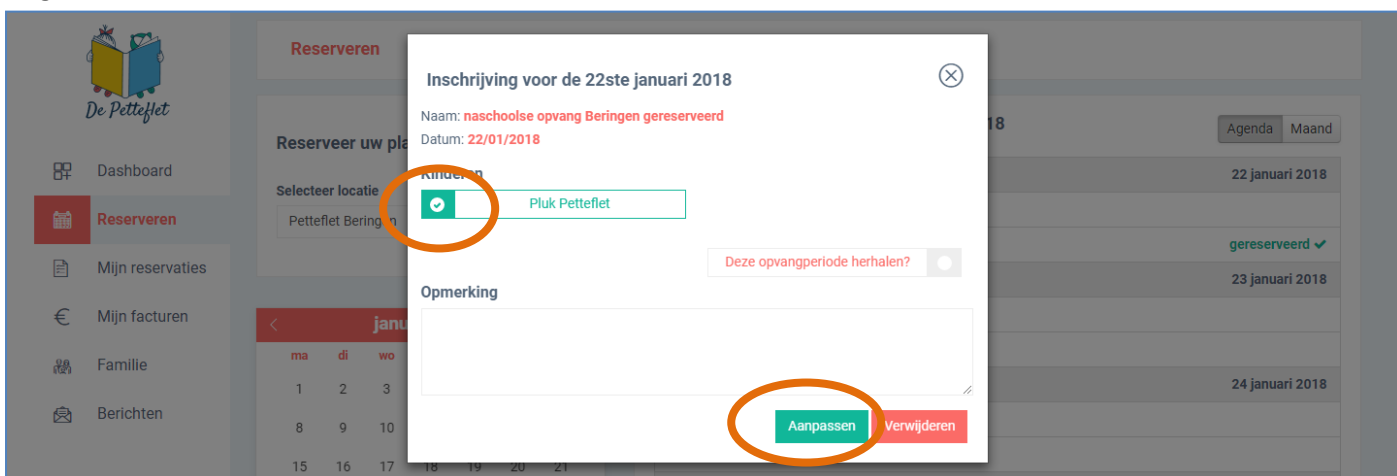 De Petteflet
Dashboard
Reserveren
Mijn reservaties
Mijn facturen
Familie
Berichten
Reserveren
Reserveer uw pla
Selecteer locatie
Petteflet Beringen
janu
ma di wo
1 2 3
8 9 10
15 16 17 18 19 20 21
Inschrijving voor de 22ste januari 2018
Naam: naschoolse opvang Beringen gereserveerd
Datum: 22/01/2018
Kinderen
Pluk Petteflet
Deze opvangperiode herhalen?
Opmerking
Aanpassen Verwijderen
18
Agenda Maand
22 januari 2018
gereserveerd
23 januari 2018
24 januari 2018